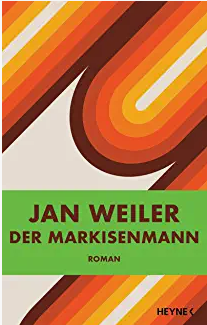 JAN WEILER
DER MARKISENMANN
ROMAN
HEYNE‹